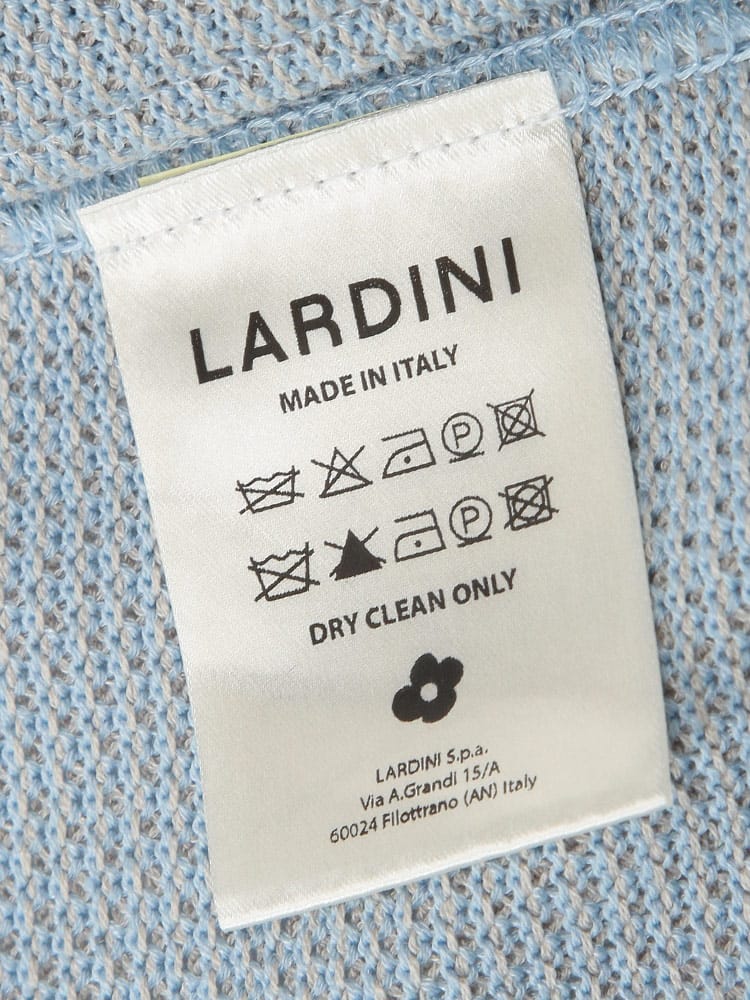 LARDINI
MADE IN ITALY
P
P
DRY CLEAN ONLY
LARDINI S.p.a.
Via A.Grandi 15/A
60024 Filottrano (AN) Italy